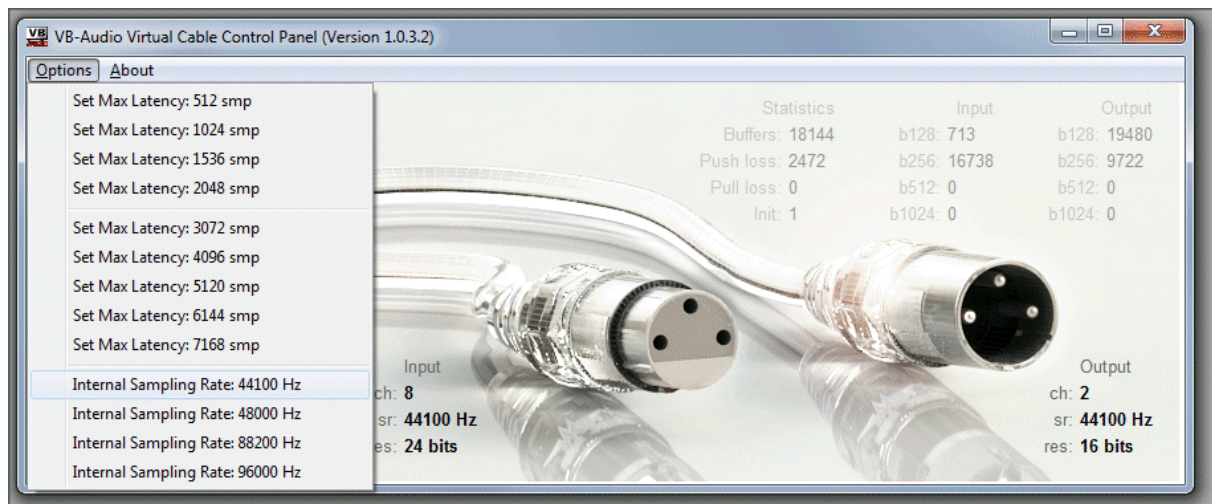 VB-Audio Virtual Cable Control Panel (Version 1.0.3.2)
Options About
Set Max Latency: 512 smp
Set Max Latency: 1024 smp
Set Max Latency: 1536 smp
Set Max Latency: 2048 smp
Set Max Latency: 3072 smp
Set Max Latency: 4096 smp
Set Max Latency: 5120 smp
Set Max Latency: 6144 smp
Set Max Latency: 7168 smp
Internal Sampling Rate: 44100 Hz
Internal Sampling Rate: 48000 Hz
Internal Sampling Rate: 88200 Hz
Internal Sampling Rate: 96000 Hz
Statistics Input Output
Buffers: 18144 b128: 713 b128: 19480
Push loss: 2472 b256: 16738 b256: 9722
Pull loss: 0 b512: 0 b512: 0
Init: 1 b1024: 0 b1024: 0
Input
ch: 8
sr: 44100 Hz
es: 24 bits
Output
ch: 2
sr: 44100 Hz
res: 16 bits